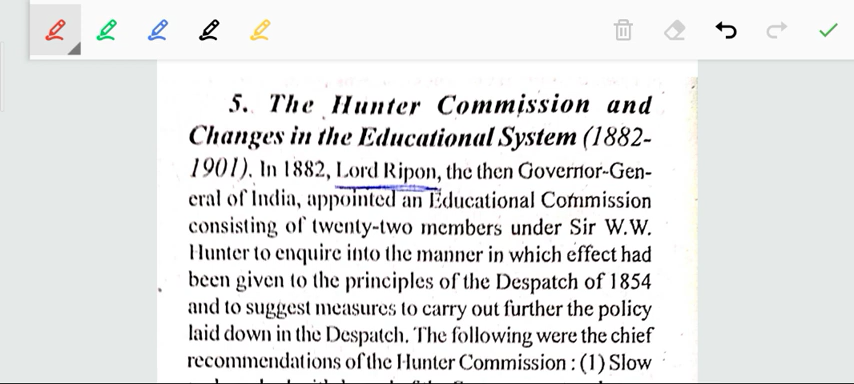 5. The Hunter Commission and
Changes in the Educational System (1882-
1901). In 1882, Lord Ripon, the then Governor-Gen-
eral of India, appointed an Educational Commission
consisting of twenty-two members under Sir W.W.
Hunter to enquire into the manner in which effect had
been given to the principles of the Despatch of 1854
and to suggest measures to carry out further the policy
laid down in the Despatch. The following were the chief
recommendations of the Hunter Commission : (1) Slow